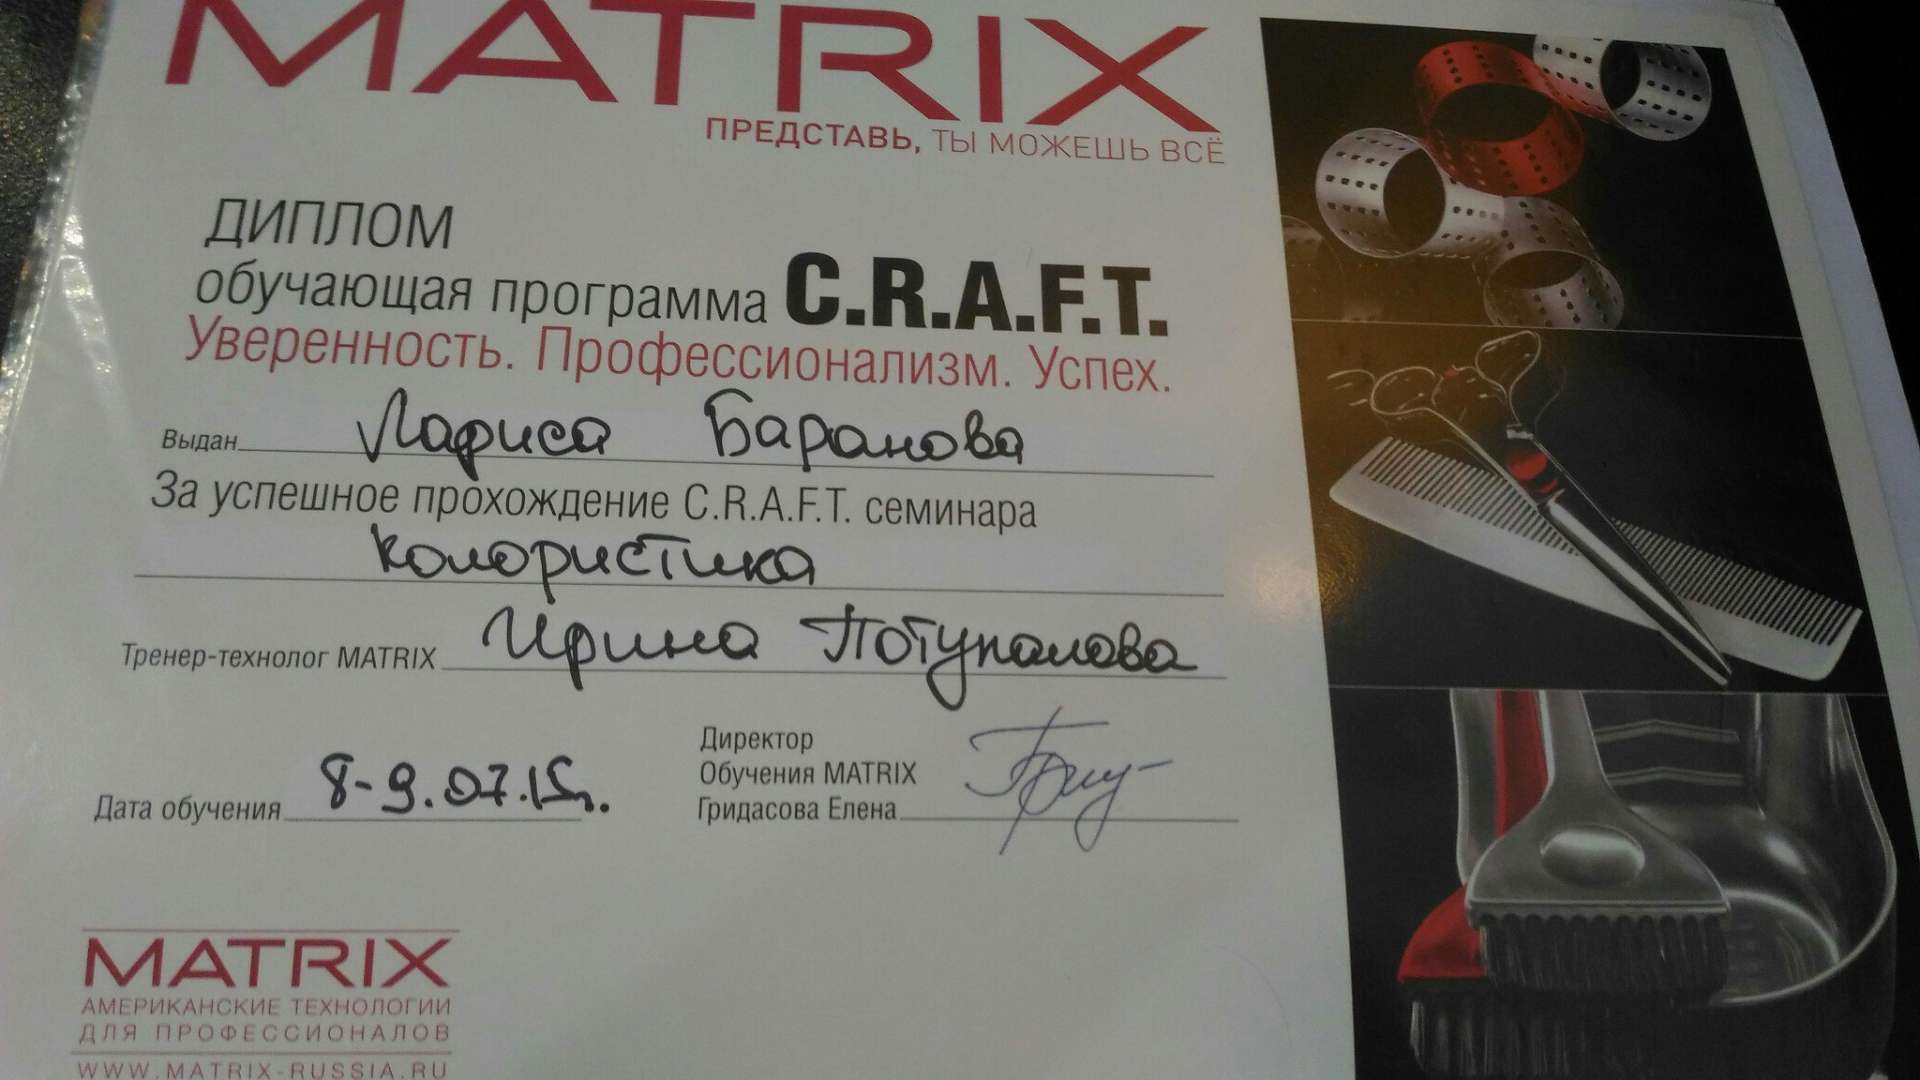 MATRIX
ПРЕДСТАВЬ, ТЫ МОЖЕШЬ ВСЁ
ДИПЛОМ
обучающая программа C.R.A.F.T.
Уверенность. Профессионализм. Успех.
Выдан Лариса Баранова
За успешное прохождение C.R.A.F.T. семинара
колористика
Тренер-технолог MATRIX Ирина Потупалова
Директор
Обучения MATRIX
Гридасова Елена
Дата обучения 8-9.07.15г.
MATRIX
АМЕРИКАНСКИЕ ТЕХНОЛОГИИ
ДЛЯ ПРОФЕССИОНАЛОВ
WWW.MATRIX-RUSSIA.RU